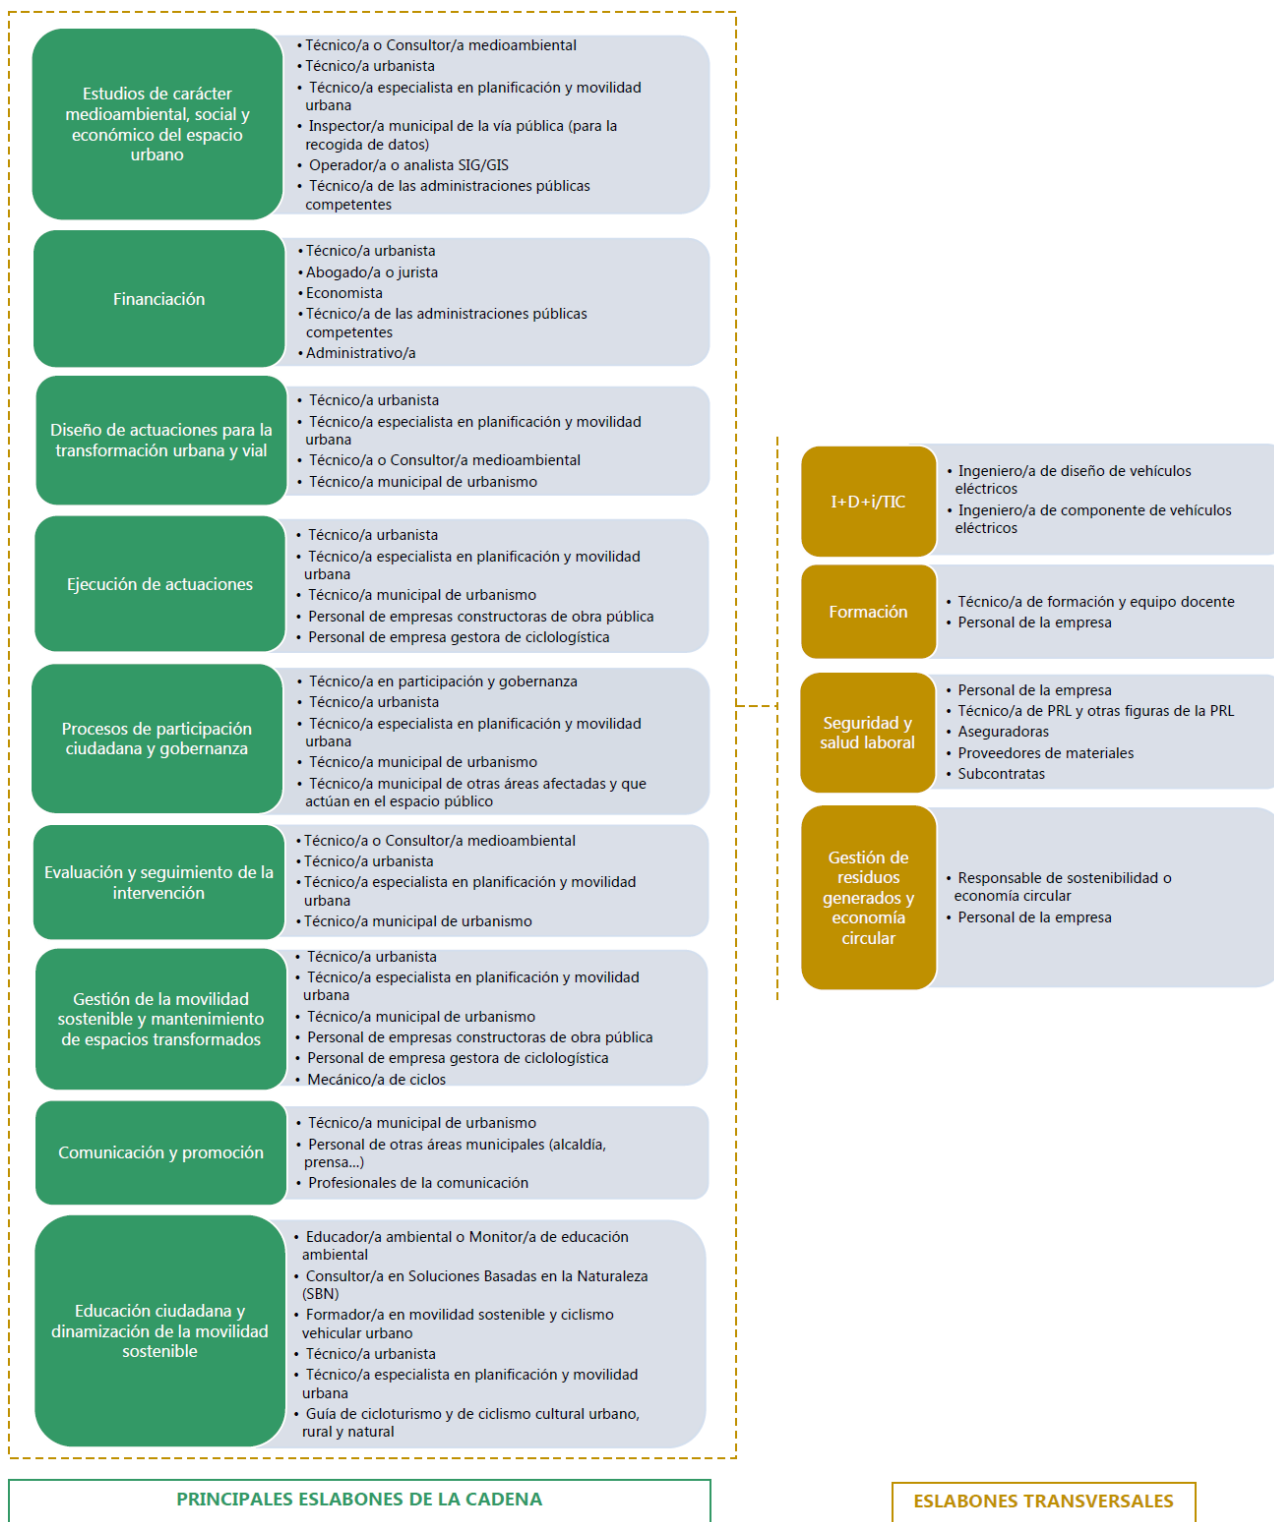 Estudios de carácter
medioambiental, social y
económico del espacio
urbano
• Técnico/a o Consultor/a medioambiental
• Técnico/a urbanista
• Técnico/a especialista en planificación y movilidad
urbana
• Inspector/a municipal de la vía pública (para la
recogida de datos)
• Operador/a o analista SIG/GIS
• Técnico/a de las administraciones públicas
competentes
Financiación
• Técnico/a urbanista
• Abogado/a o jurista
• Economista
• Técnico/a de las administraciones públicas
competentes
• Administrativo/a
Diseño de actuaciones para la
transformación urbana y vial
• Técnico/a urbanista
• Técnico/a especialista en planificación y movilidad
urbana
• Técnico/a o Consultor/a medioambiental
• Técnico/a municipal de urbanismo
Ejecución de actuaciones
• Técnico/a urbanista
• Técnico/a especialista en planificación y movilidad
urbana
• Técnico/a municipal de urbanismo
• Personal de empresas constructoras de obra pública
• Personal de empresa gestora de ciclologística
Procesos de participación
ciudadana y gobernanza
• Técnico/a en participación y gobernanza
• Técnico/a urbanista
• Técnico/a especialista en planificación y movilidad
urbana
• Técnico/a municipal de urbanismo
• Técnico/a municipal de otras áreas afectadas y que
actúan en el espacio público
Evaluación y seguimiento de la
intervención
• Técnico/a o Consultor/a medioambiental
• Técnico/a urbanista
• Técnico/a especialista en planificación y movilidad
urbana
• Técnico/a municipal de urbanismo
Gestión de la movilidad
sostenible y mantenimiento
de espacios transformados
• Técnico/a urbanista
• Técnico/a especialista en planificación y movilidad
urbana
• Técnico/a municipal de urbanismo
• Personal de empresas constructoras de obra pública
• Personal de empresa gestora de ciclologística
• Mecánico/a de ciclos
Comunicación y promoción
• Técnico/a municipal de urbanismo
• Personal de otras áreas municipales (alcaldía,
prensa...)
• Profesionales de la comunicación
Educación ciudadana y
dinamización de la movilidad
sostenible
• Educador/a ambiental o Monitor/a de educación
ambiental
• Consultor/a en Soluciones Basadas en la Naturaleza
(SBN)
• Formador/a en movilidad sostenible y ciclismo
vehicular urbano
• Técnico/a urbanista
• Técnico/a especialista en planificación y movilidad
urbana
• Guía de cicloturismo y de ciclismo cultural urbano,
rural y natural
PRINCIPALES ESLABONES DE LA CADENA
I+D+i/TIC
• Ingeniero/a de diseño de vehículos
eléctricos
• Ingeniero/a de componente de vehículos
eléctricos
Formación
• Técnico/a de formación y equipo docente
• Personal de la empresa
Seguridad y
salud laboral
• Personal de la empresa
• Técnico/a de PRL y otras figuras de la PRL
• Aseguradoras
• Proveedores de materiales
• Subcontratas
Gestión de
residuos
generados y
economía
circular
• Responsable de sostenibilidad o
economía circular
• Personal de la empresa
ESLABONES TRANSVERSALES